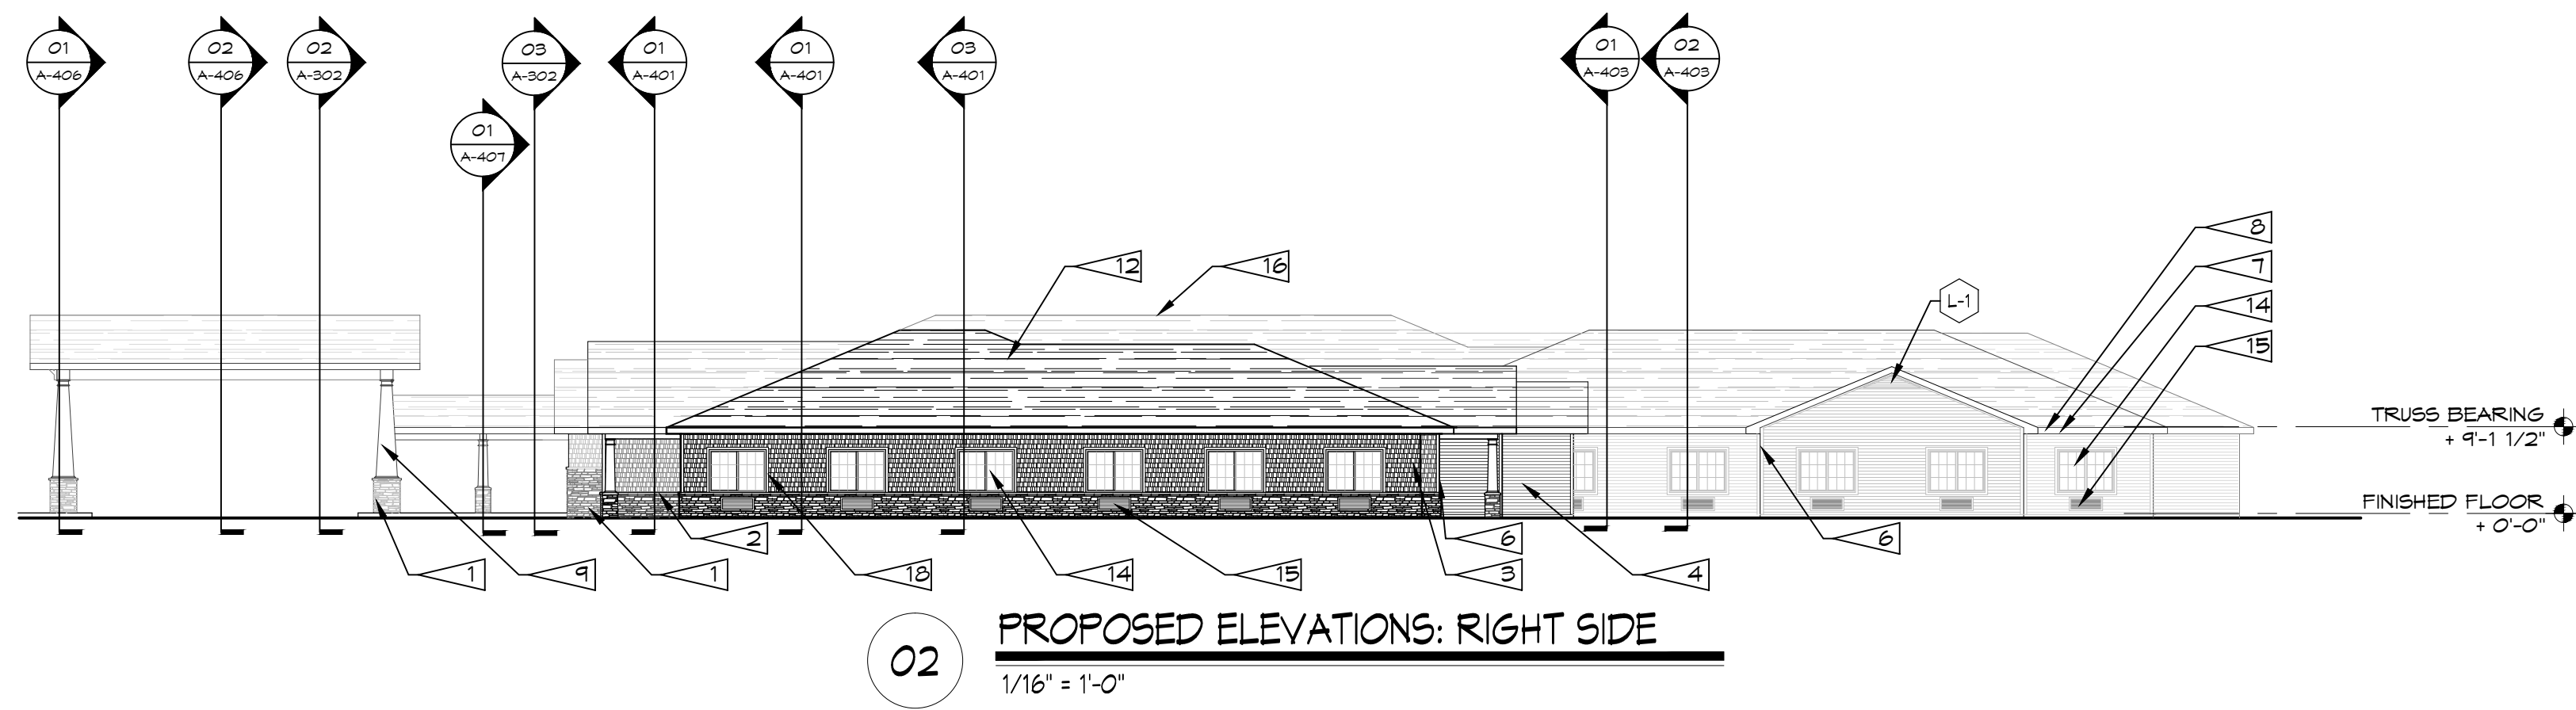 01
A-406
02
A-406
02
A-302
03
A-302
01
A-401
01
A-401
03
A-401
01
A-403
02
A-403
01
A-407
8
12
16
7
L-1
14
15
TRUSS BEARING
+ 9'-1 1/2"
FINISHED FLOOR
+ 0'-0"
2
6
6
1
9
1
18
14
15
3
4
02
PROPOSED ELEVATIONS: RIGHT SIDE
1/16" = 1'-0"